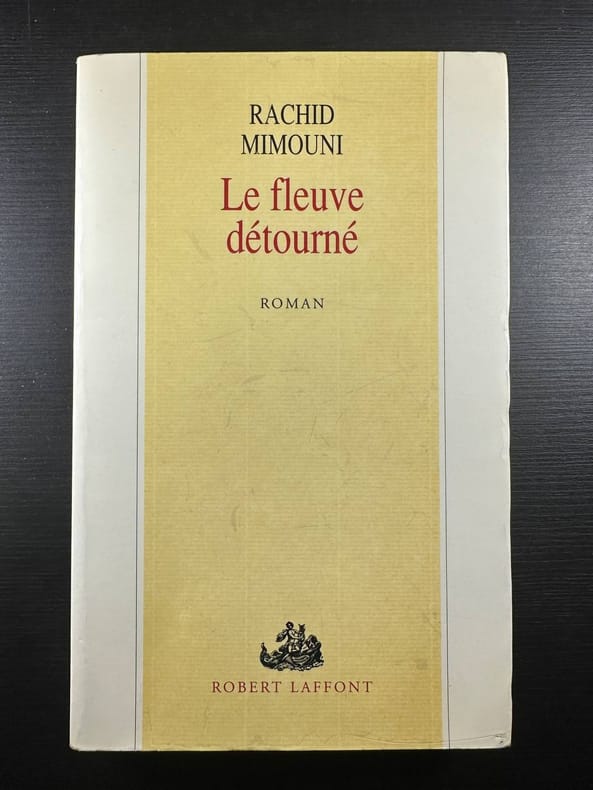 RACHID
MIMOUNI
Le fleuve
détourné
ROMAN
ROBERT LAFFONT